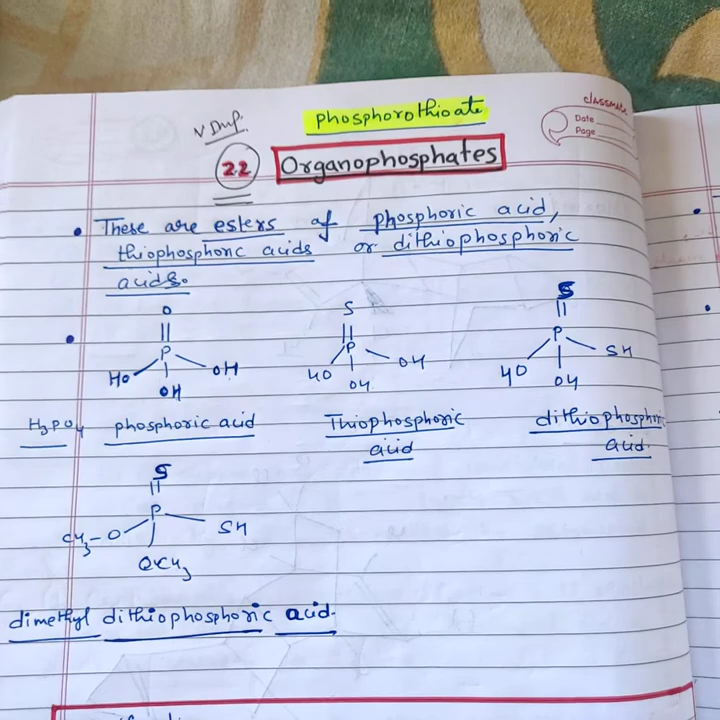 classmate
Date
Page
phosphorothioate
V Imp.
22 Organophosphates
• These are esters of phosphoric acid,
thiophosphoric acids or dithiophosphoric
acids.
O S S
P P P
HO OH HO OH HO SH
OH OH OH
H3PO4 phosphoric acid Thiophosphoric dithiophosphoric
acid acid.
S
P
CH3-O SH
OCH3
dimethyl dithiophosphoric acid.